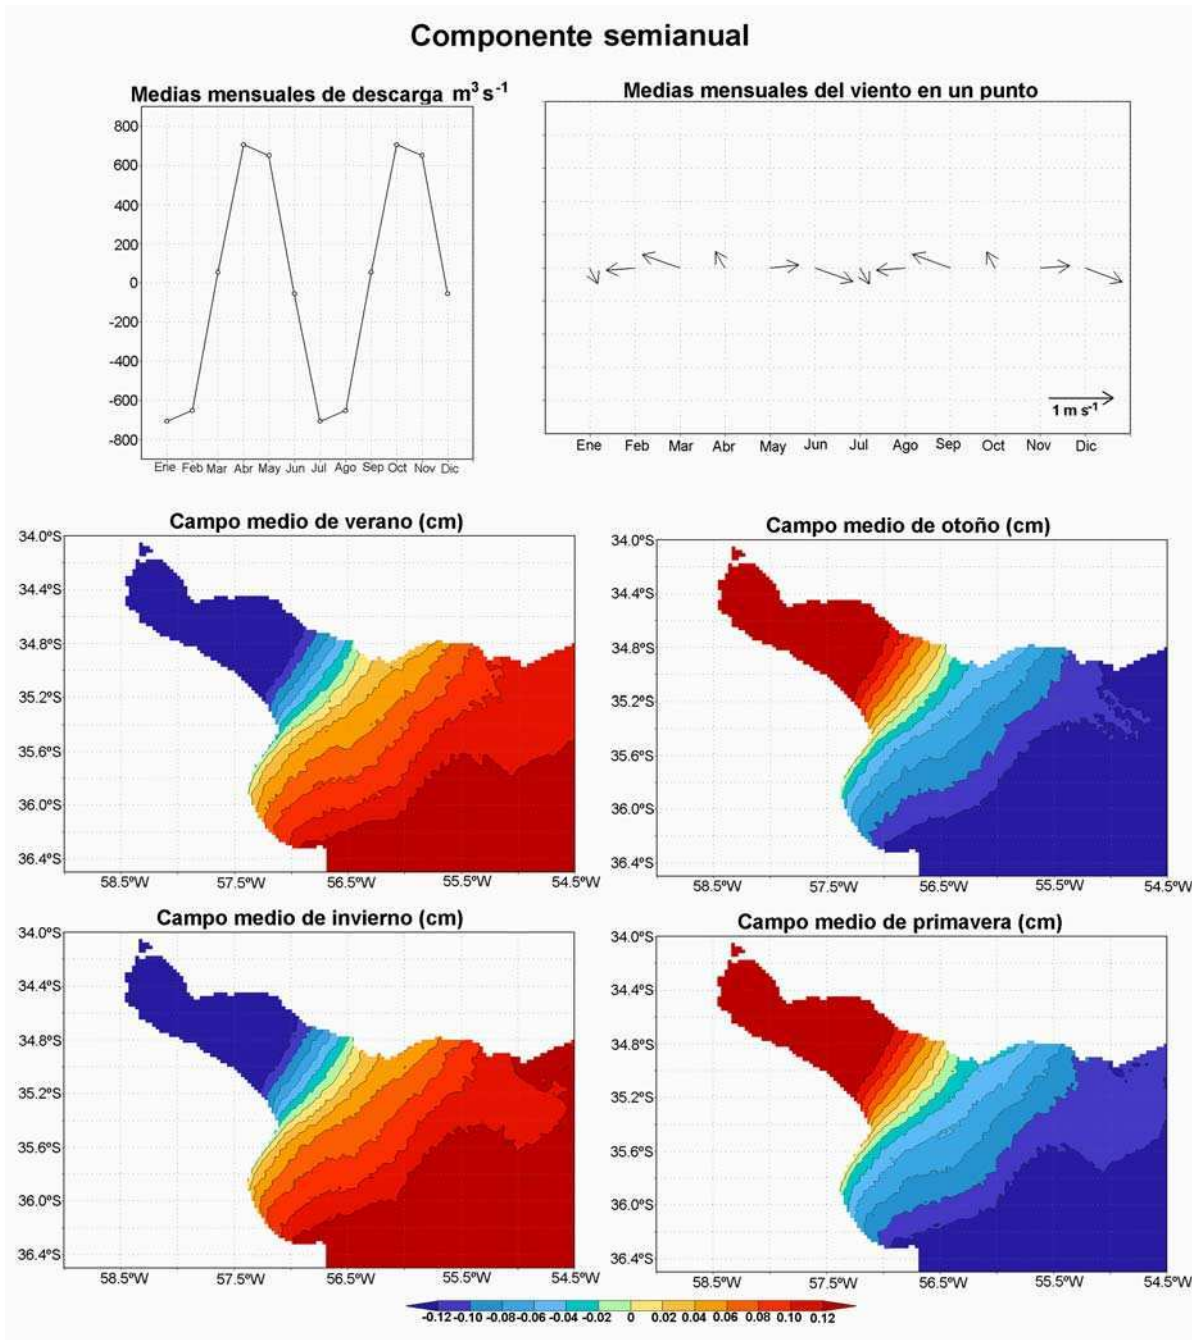 Componente semianual
Medias mensuales de descarga m³ s⁻¹
800
600
400
200
0
-200
-400
-600
-800
Ene Feb Mar Abr May Jun Jul Ago Sep Oct Nov Dic
Medias mensuales del viento en un punto
1 m s⁻¹
Ene Feb Mar Abr May Jun Jul Ago Sep Oct Nov Dic
Campo medio de verano (cm)
34.0ºS
34.4ºS
34.8ºS
35.2ºS
35.6ºS
36.0ºS
36.4ºS
58.5ºW 57.5ºW 56.5ºW 55.5ºW 54.5ºW
Campo medio de otoño (cm)
34.0ºS
34.4ºS
34.8ºS
35.2ºS
35.6ºS
36.0ºS
36.4ºS
58.5ºW 57.5ºW 56.5ºW 55.5ºW 54.5ºW
Campo medio de invierno (cm)
34.0ºS
34.4ºS
34.8ºS
35.2ºS
35.6ºS
36.0ºS
36.4ºS
58.5ºW 57.5ºW 56.5ºW 55.5ºW 54.5ºW
Campo medio de primavera (cm)
34.0ºS
34.4ºS
34.8ºS
35.2ºS
35.6ºS
36.0ºS
36.4ºS
58.5ºW 57.5ºW 56.5ºW 55.5ºW 54.5ºW
-0.12 -0.10 -0.08 -0.06 -0.04 -0.02 0 0.02 0.04 0.06 0.08 0.10 0.12